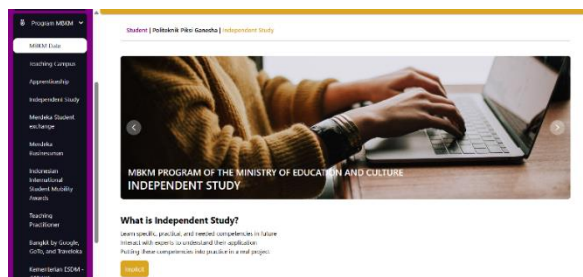 Program MBKM
MBKM Date
Teaching Campus
Apprenticeship
Independent Study
Merdeka Student
exchange
Merdeka
Businessman
Indonesian
International
Student Mobility
Awards
Teaching
Practitioner
Bangkit by Google,
GoTo, and Traveloka
Kementerian ESDM -
Student | Politeknik Piksi Ganesha | Independent Study
MBKM PROGRAM OF THE MINISTRY OF EDUCATION AND CULTURE
INDEPENDENT STUDY
What is Independent Study?
Learn specific, practical, and needed competencies in future
Interact with experts to understand their application
Putting these competencies into practice in a real project